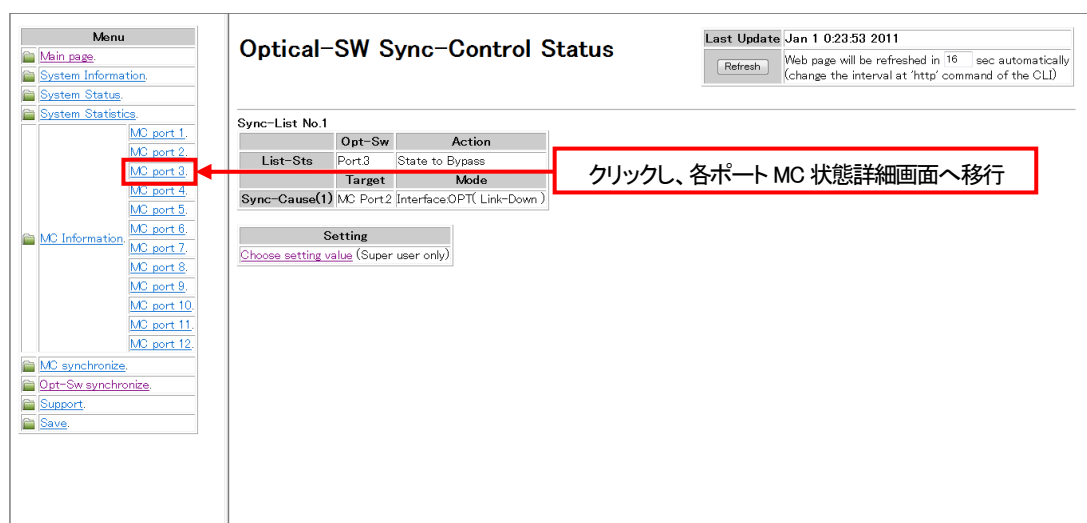 Menu
Main page.
System Information.
System Status.
System Statistics.
MC Information.
MC port 1.
MC port 2.
MC port 3.
MC port 4.
MC port 5.
MC port 6.
MC port 7.
MC port 8.
MC port 9.
MC port 10.
MC port 11.
MC port 12.
MC synchronize.
Opt-Sw synchronize.
Support.
Save.
Optical-SW Sync-Control Status
Last Update Jan 1 0:23:53 2011
Refresh Web page will be refreshed in 16 sec automatically
(change the interval at 'http' command of the CLI)
Sync-List No.1
Opt-Sw Action
List-Sts Port.3 State to Bypass
Target Mode
Sync-Cause(1) MC Port.2 Interface:OPT( Link-Down )
Setting
Choose setting value (Super user only)
クリックし、各ポート MC 状態詳細画面へ移行